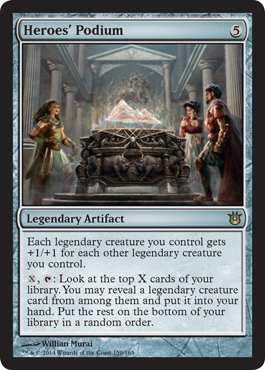 Heroes' Podium 5
Legendary Artifact
Each legendary creature you control gets
+1/+1 for each other legendary creature
you control.
X, : Look at the top X cards of your
library. You may reveal a legendary creature
card from among them and put it into your
hand. Put the rest on the bottom of your
library in a random order.
Willian Murai
™ & © 2014 Wizards of the Coast 159/165